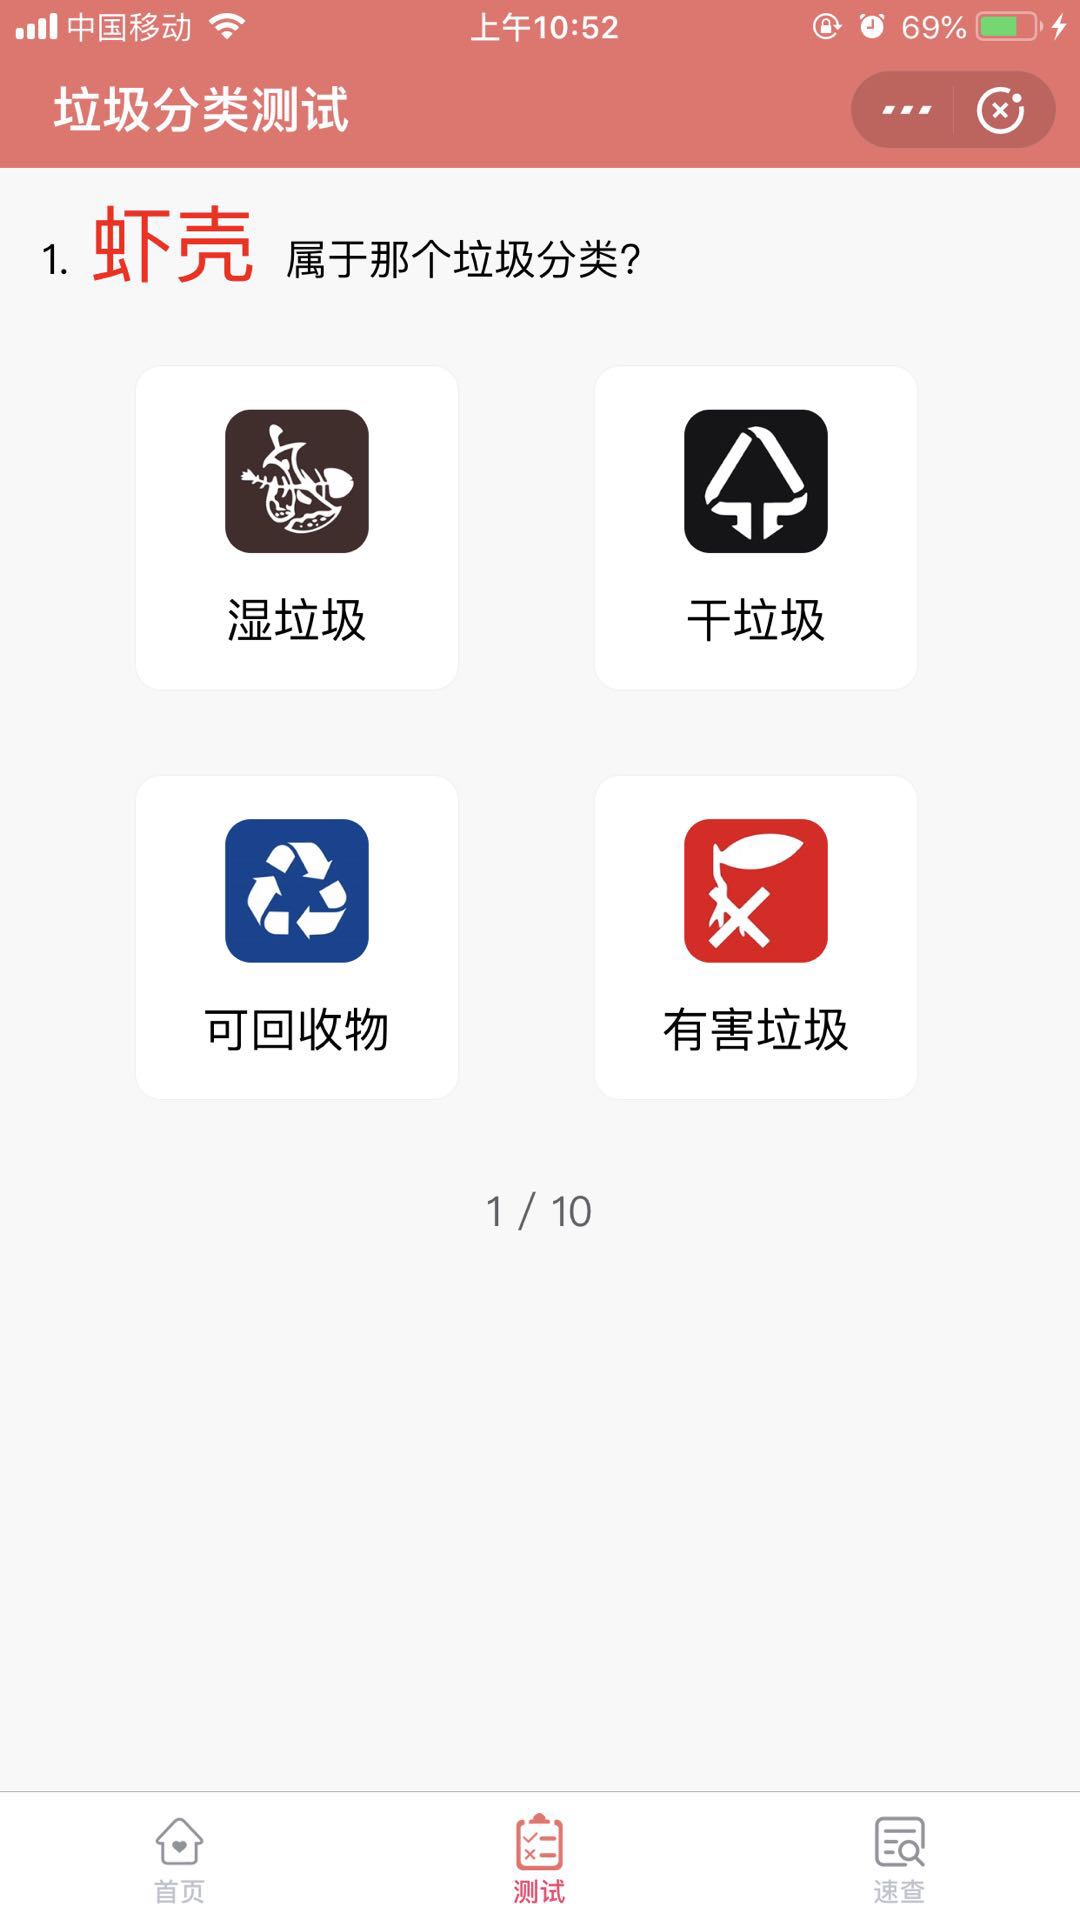 中国移动 上午10:52 69%
垃圾分类测试
1. 虾壳 属于那个垃圾分类?
湿垃圾 干垃圾
可回收物 有害垃圾
1 / 10
首页 测试 速查